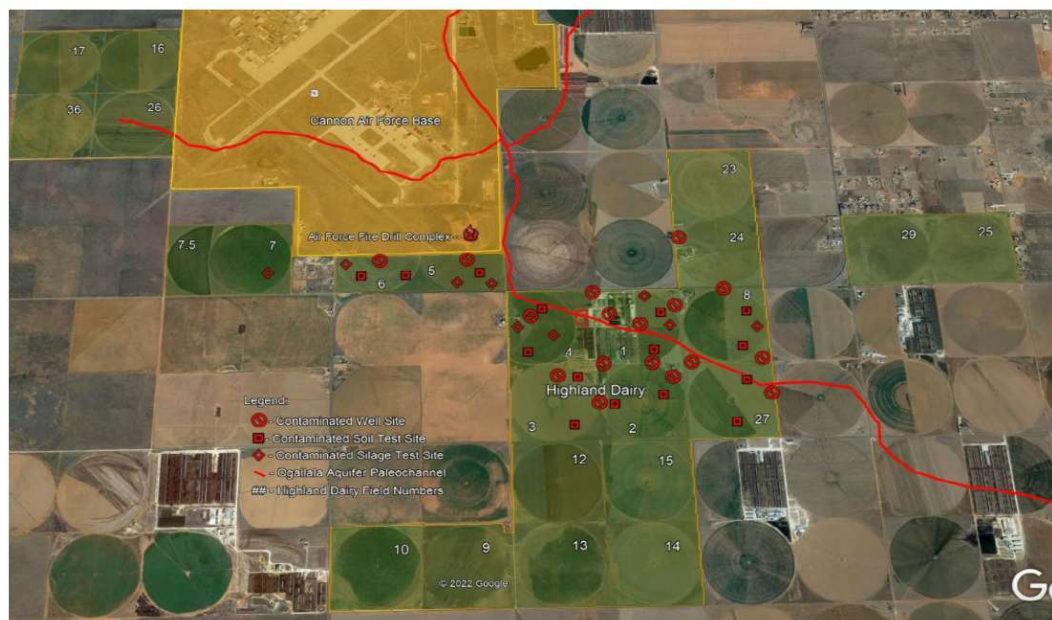 17
16
36
26
Cannon Air Force Base
23
Air Force Fire Drill Complex -
24
29
25
7.5
7
5
6
8
4
1
Highland Dairy
Legend:
- Contaminated Well Site
- Contaminated Soil Test Site
- Contaminated Silage Test Site
- Ogallala Aquifer Paleochannel
## - Highland Dairy Field Numbers
3
2
27
12
15
10
9
13
14
© 2022 Google
Go